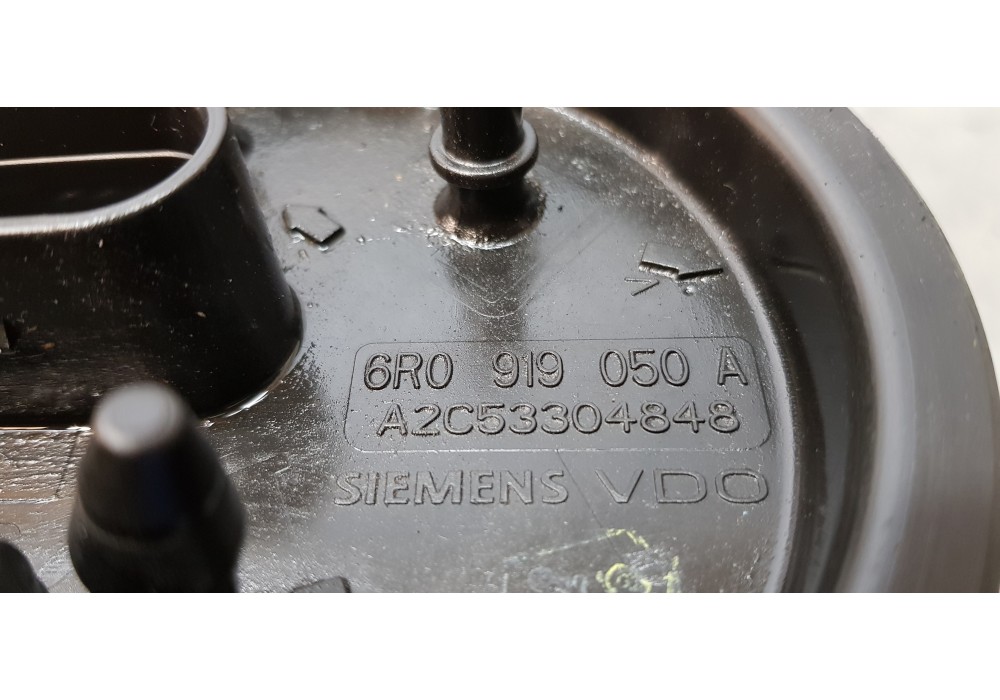 6R0 919 050 A
A2C53304848
SIEMENS VDO